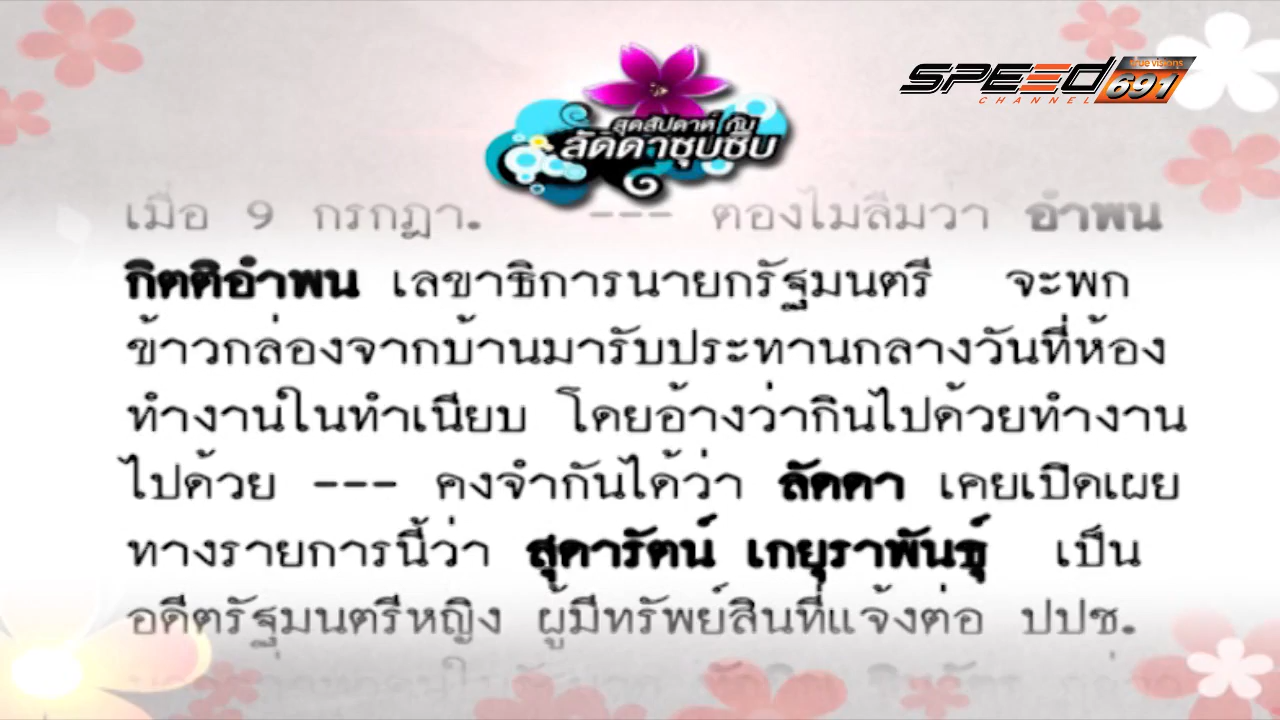 SPEED
CHANNEL
true visions
691
สุดสัปดาห์ กับ
ลัดดาซุบซิบ
เมื่อ 9 กรกฎา. --- ต้องไม่ลืมว่า อำพน
กิตติอำพน เลขาธิการนายกรัฐมนตรี จะพก
ข้าวกล่องจากบ้านมารับประทานกลางวันที่ห้อง
ทำงานในทำเนียบ โดยอ้างว่ากินไปด้วยทำงาน
ไปด้วย --- คงจำกันได้ว่า ลัดดา เคยเปิดเผย
ทางรายการนี้ว่า สุดารัตน์ เกยุราพันธุ์ เป็น
อดีตรัฐมนตรีหญิง ผู้มีทรัพย์สินที่แจ้งต่อ ปปช.